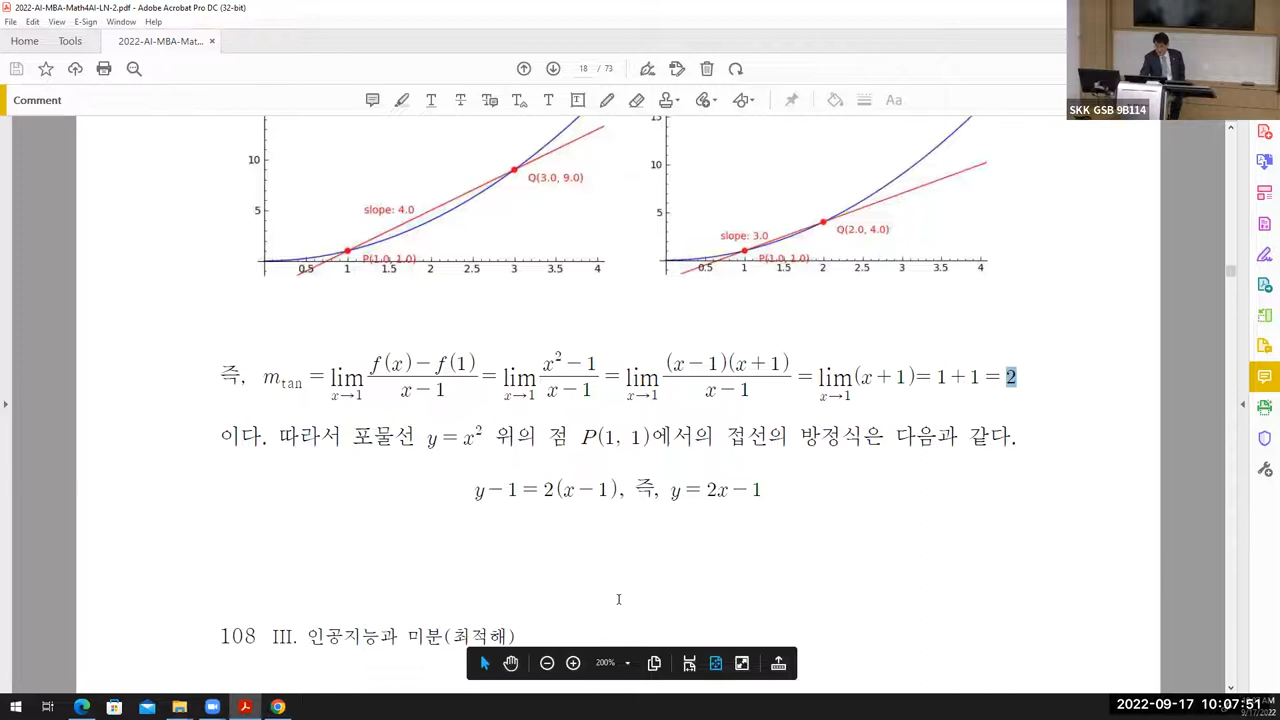 2022-AI-MBA-Math4AI-LN-2.pdf - Adobe Acrobat Pro DC (32-bit)
File Edit View E-Sign Window Help
Home Tools 2022-AI-MBA-Mat... ×
18 / 73
Comment
SKK GSB 9B114
10
5
slope: 4.0
Q(3.0, 9.0)
P(1.0, 1.0)
0.5 1 2 3 4
15
10
5
slope: 3.0
Q(2.0, 4.0)
P(1.0, 1.0)
0.5 1 1.5 2 2.5 3 3.5 4
즉, m_tan = lim_{x→1} (f(x)−f(1))/(x−1) = lim_{x→1} (x²−1)/(x−1) = lim_{x→1} ((x−1)(x+1))/(x−1) = lim_{x→1} (x+1) = 1+1 = 2
이다. 따라서 포물선 y = x² 위의 점 P(1, 1)에서의 접선의 방정식은 다음과 같다.
y−1 = 2(x−1), 즉, y = 2x−1
108 III. 인공지능과 미분(최적해)
200%
2022-09-17 10:07:51